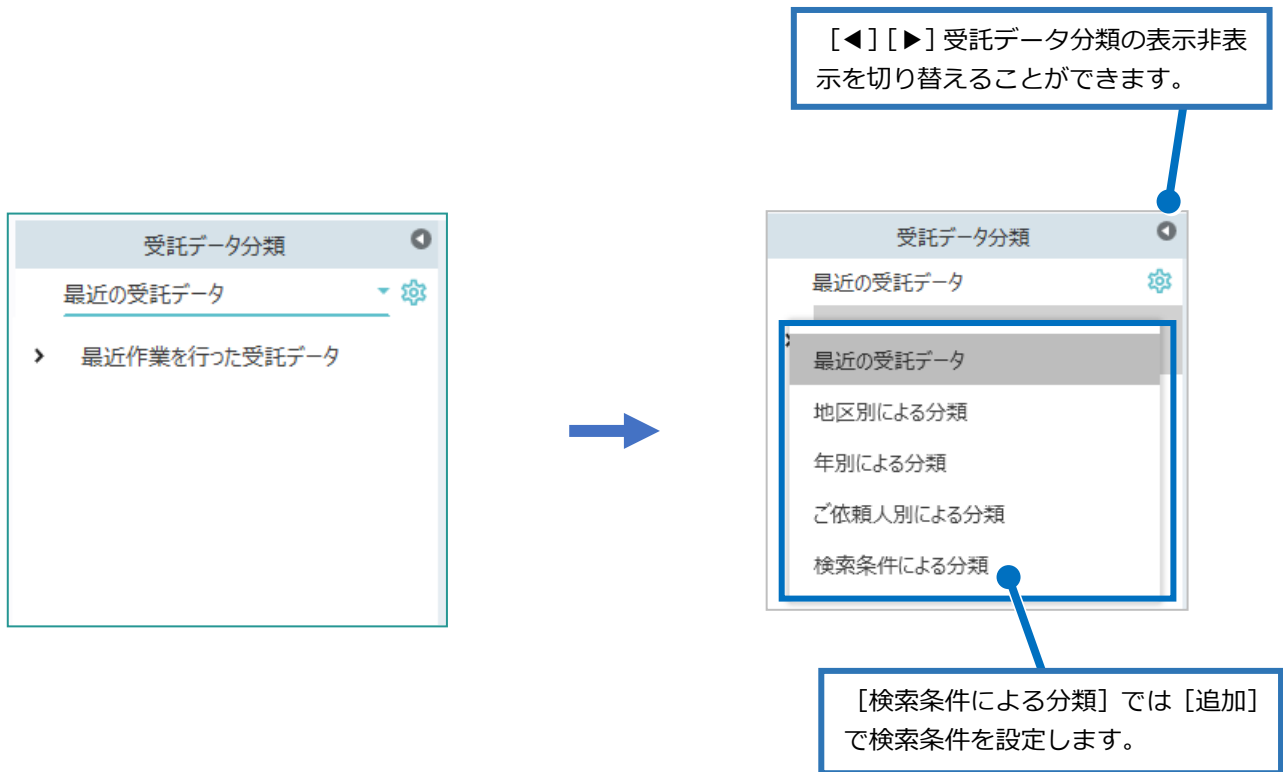 ［◀］［▶］受託データ分類の表示非表
示を切り替えることができます。
受託データ分類
最近の受託データ
最近作業を行った受託データ
受託データ分類
最近の受託データ
最近の受託データ
地区別による分類
年別による分類
ご依頼人別による分類
検索条件による分類
［検索条件による分類］では［追加］
で検索条件を設定します。